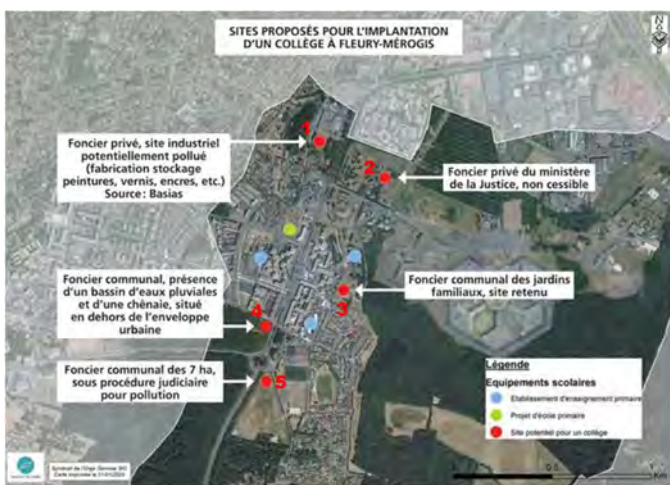 SITES PROPOSÉS POUR L'IMPLANTATION
D'UN COLLÈGE À FLEURY-MÉROGIS
N
1
Foncier privé, site industriel
potentiellement pollué
(fabrication stockage
peintures, vernis, encres, etc.)
Source : Basias
2
Foncier privé du ministère
de la Justice, non cessible
Foncier communal, présence
d'un bassin d'eaux pluviales
et d'une chênaie, situé
en dehors de l'enveloppe
urbaine
4
Foncier communal des jardins
familiaux, site retenu
3
Foncier communal des 7 ha,
sous procédure judiciaire
pour pollution
5
Légende
Equipements scolaires
Etablissement d'enseignement primaire
Projet d'école primaire
Site potentiel pour un collège
0.5
Km